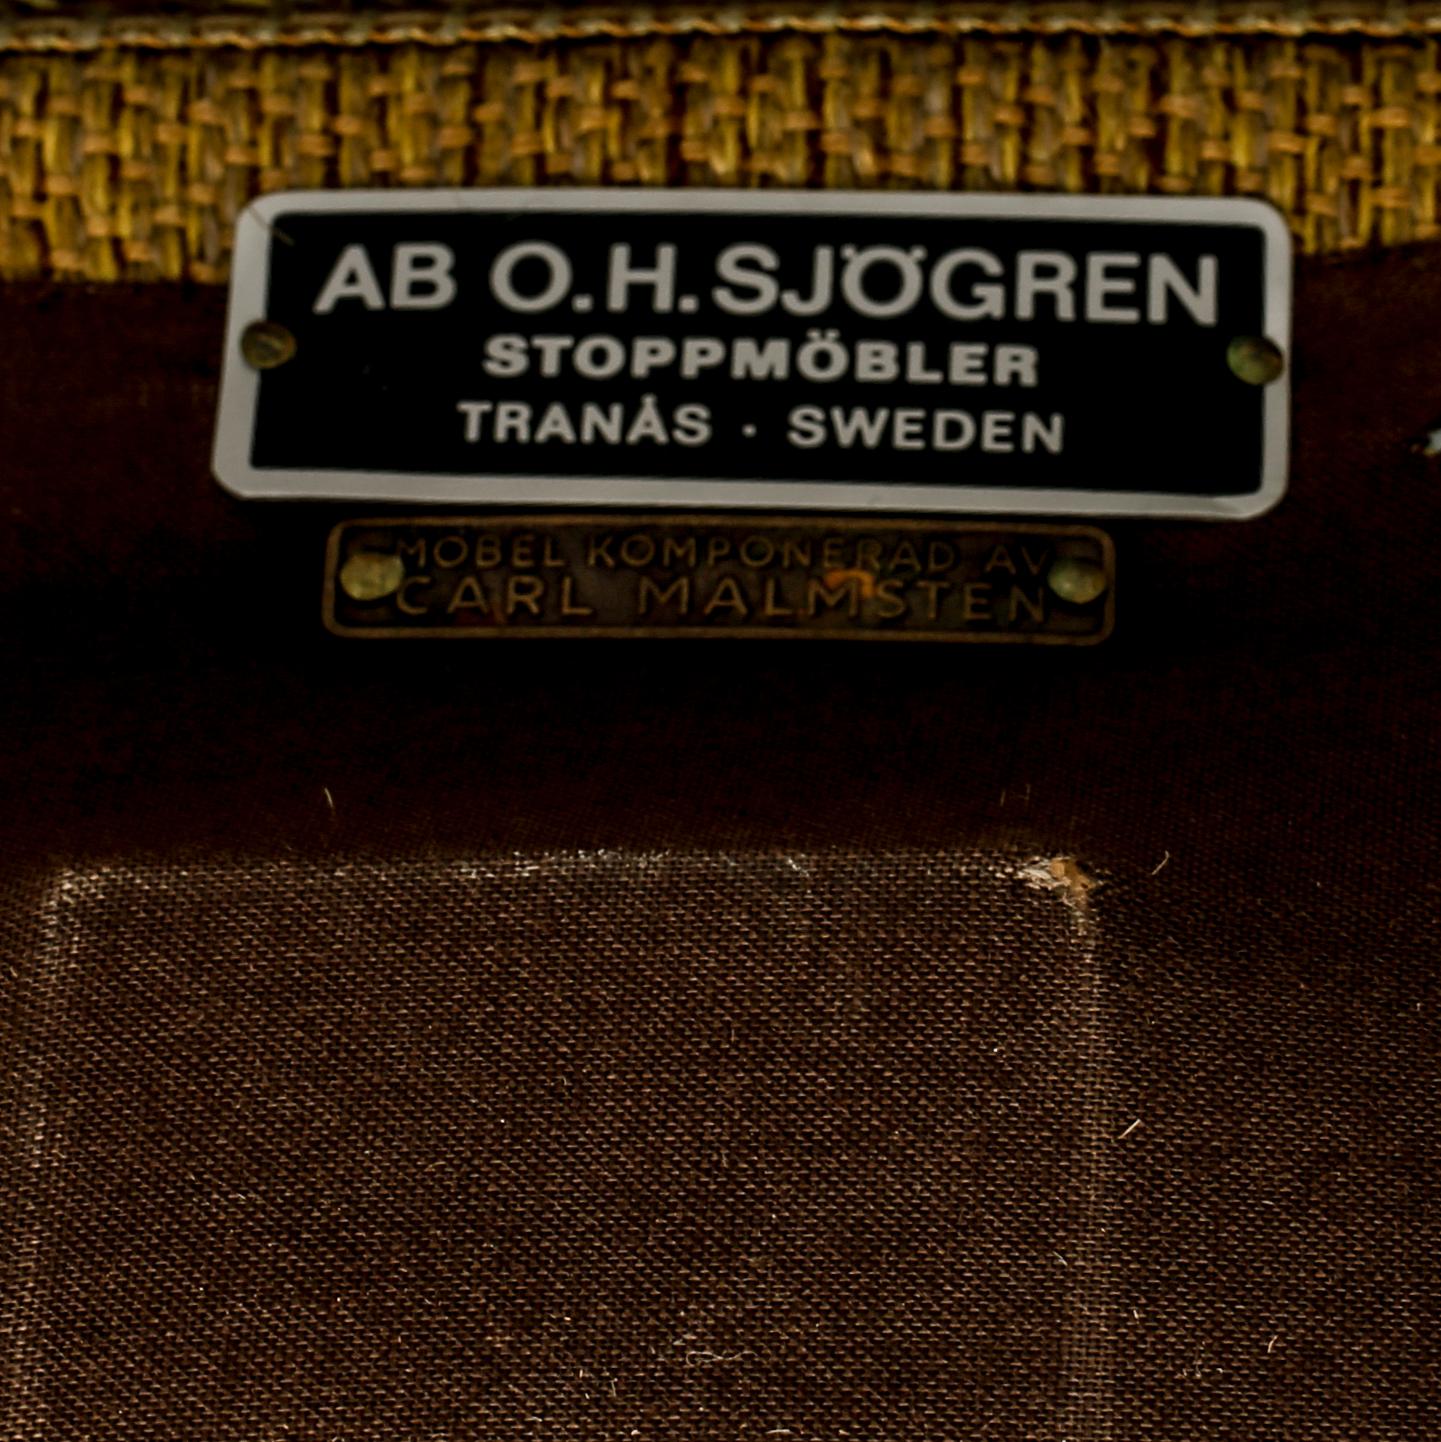 AB O.H.SJÖGREN
STOPPMÖBLER
TRANÅS · SWEDEN
MÖBEL KOMPONERAD AV
CARL MALMSTEN